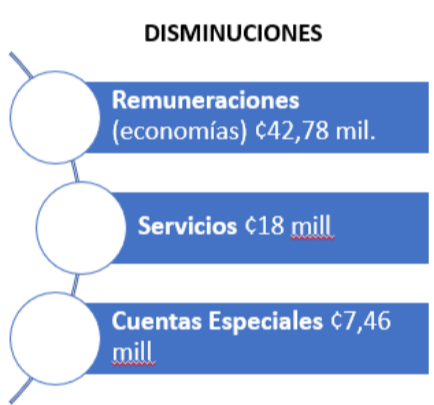 DISMINUCIONES
Remuneraciones
(economías) ¢42,78 mil.
Servicios ¢18 mill
Cuentas Especiales ¢7,46
mill